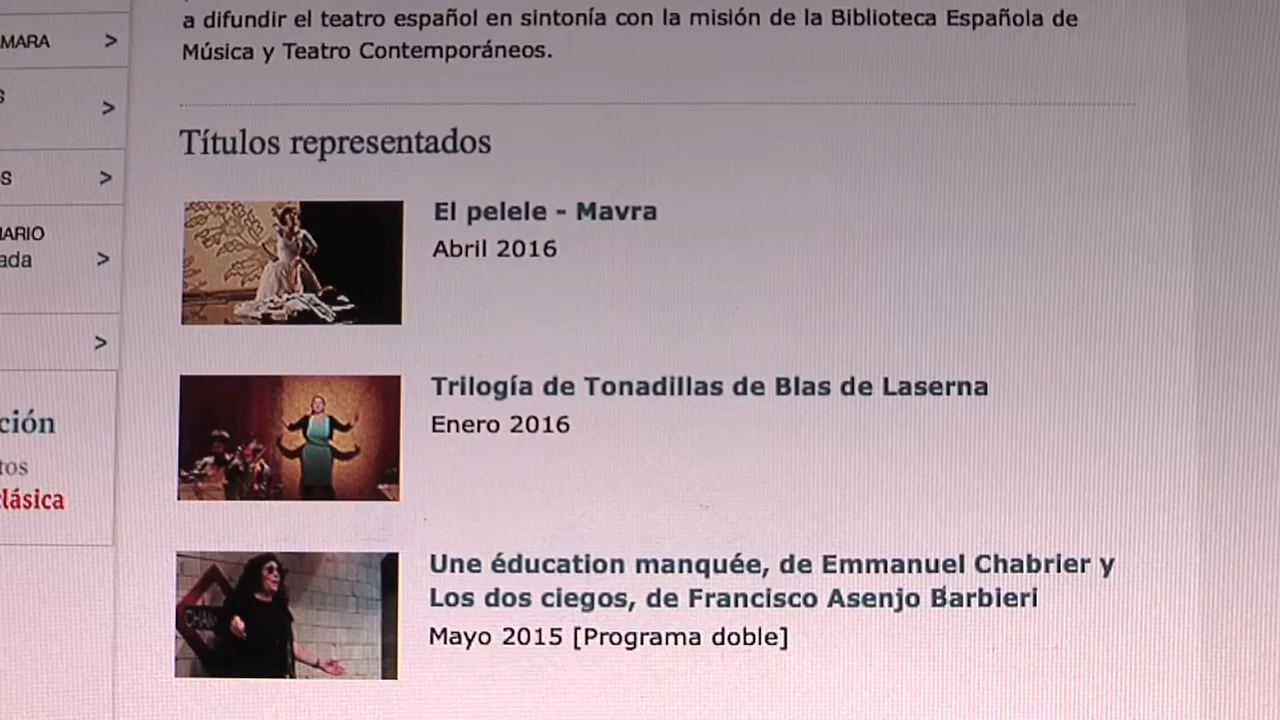 a difundir el teatro español en sintonía con la misión de la Biblioteca Española de
Música y Teatro Contemporáneos.
MARA >
S >
S >
ARIO
ada >
>
ción
tos
lásica
Títulos representados
El pelele - Mavra
Abril 2016
Trilogía de Tonadillas de Blas de Laserna
Enero 2016
CHAM
Une éducation manquée, de Emmanuel Chabrier y
Los dos ciegos, de Francisco Asenjo Barbieri
Mayo 2015 [Programa doble]